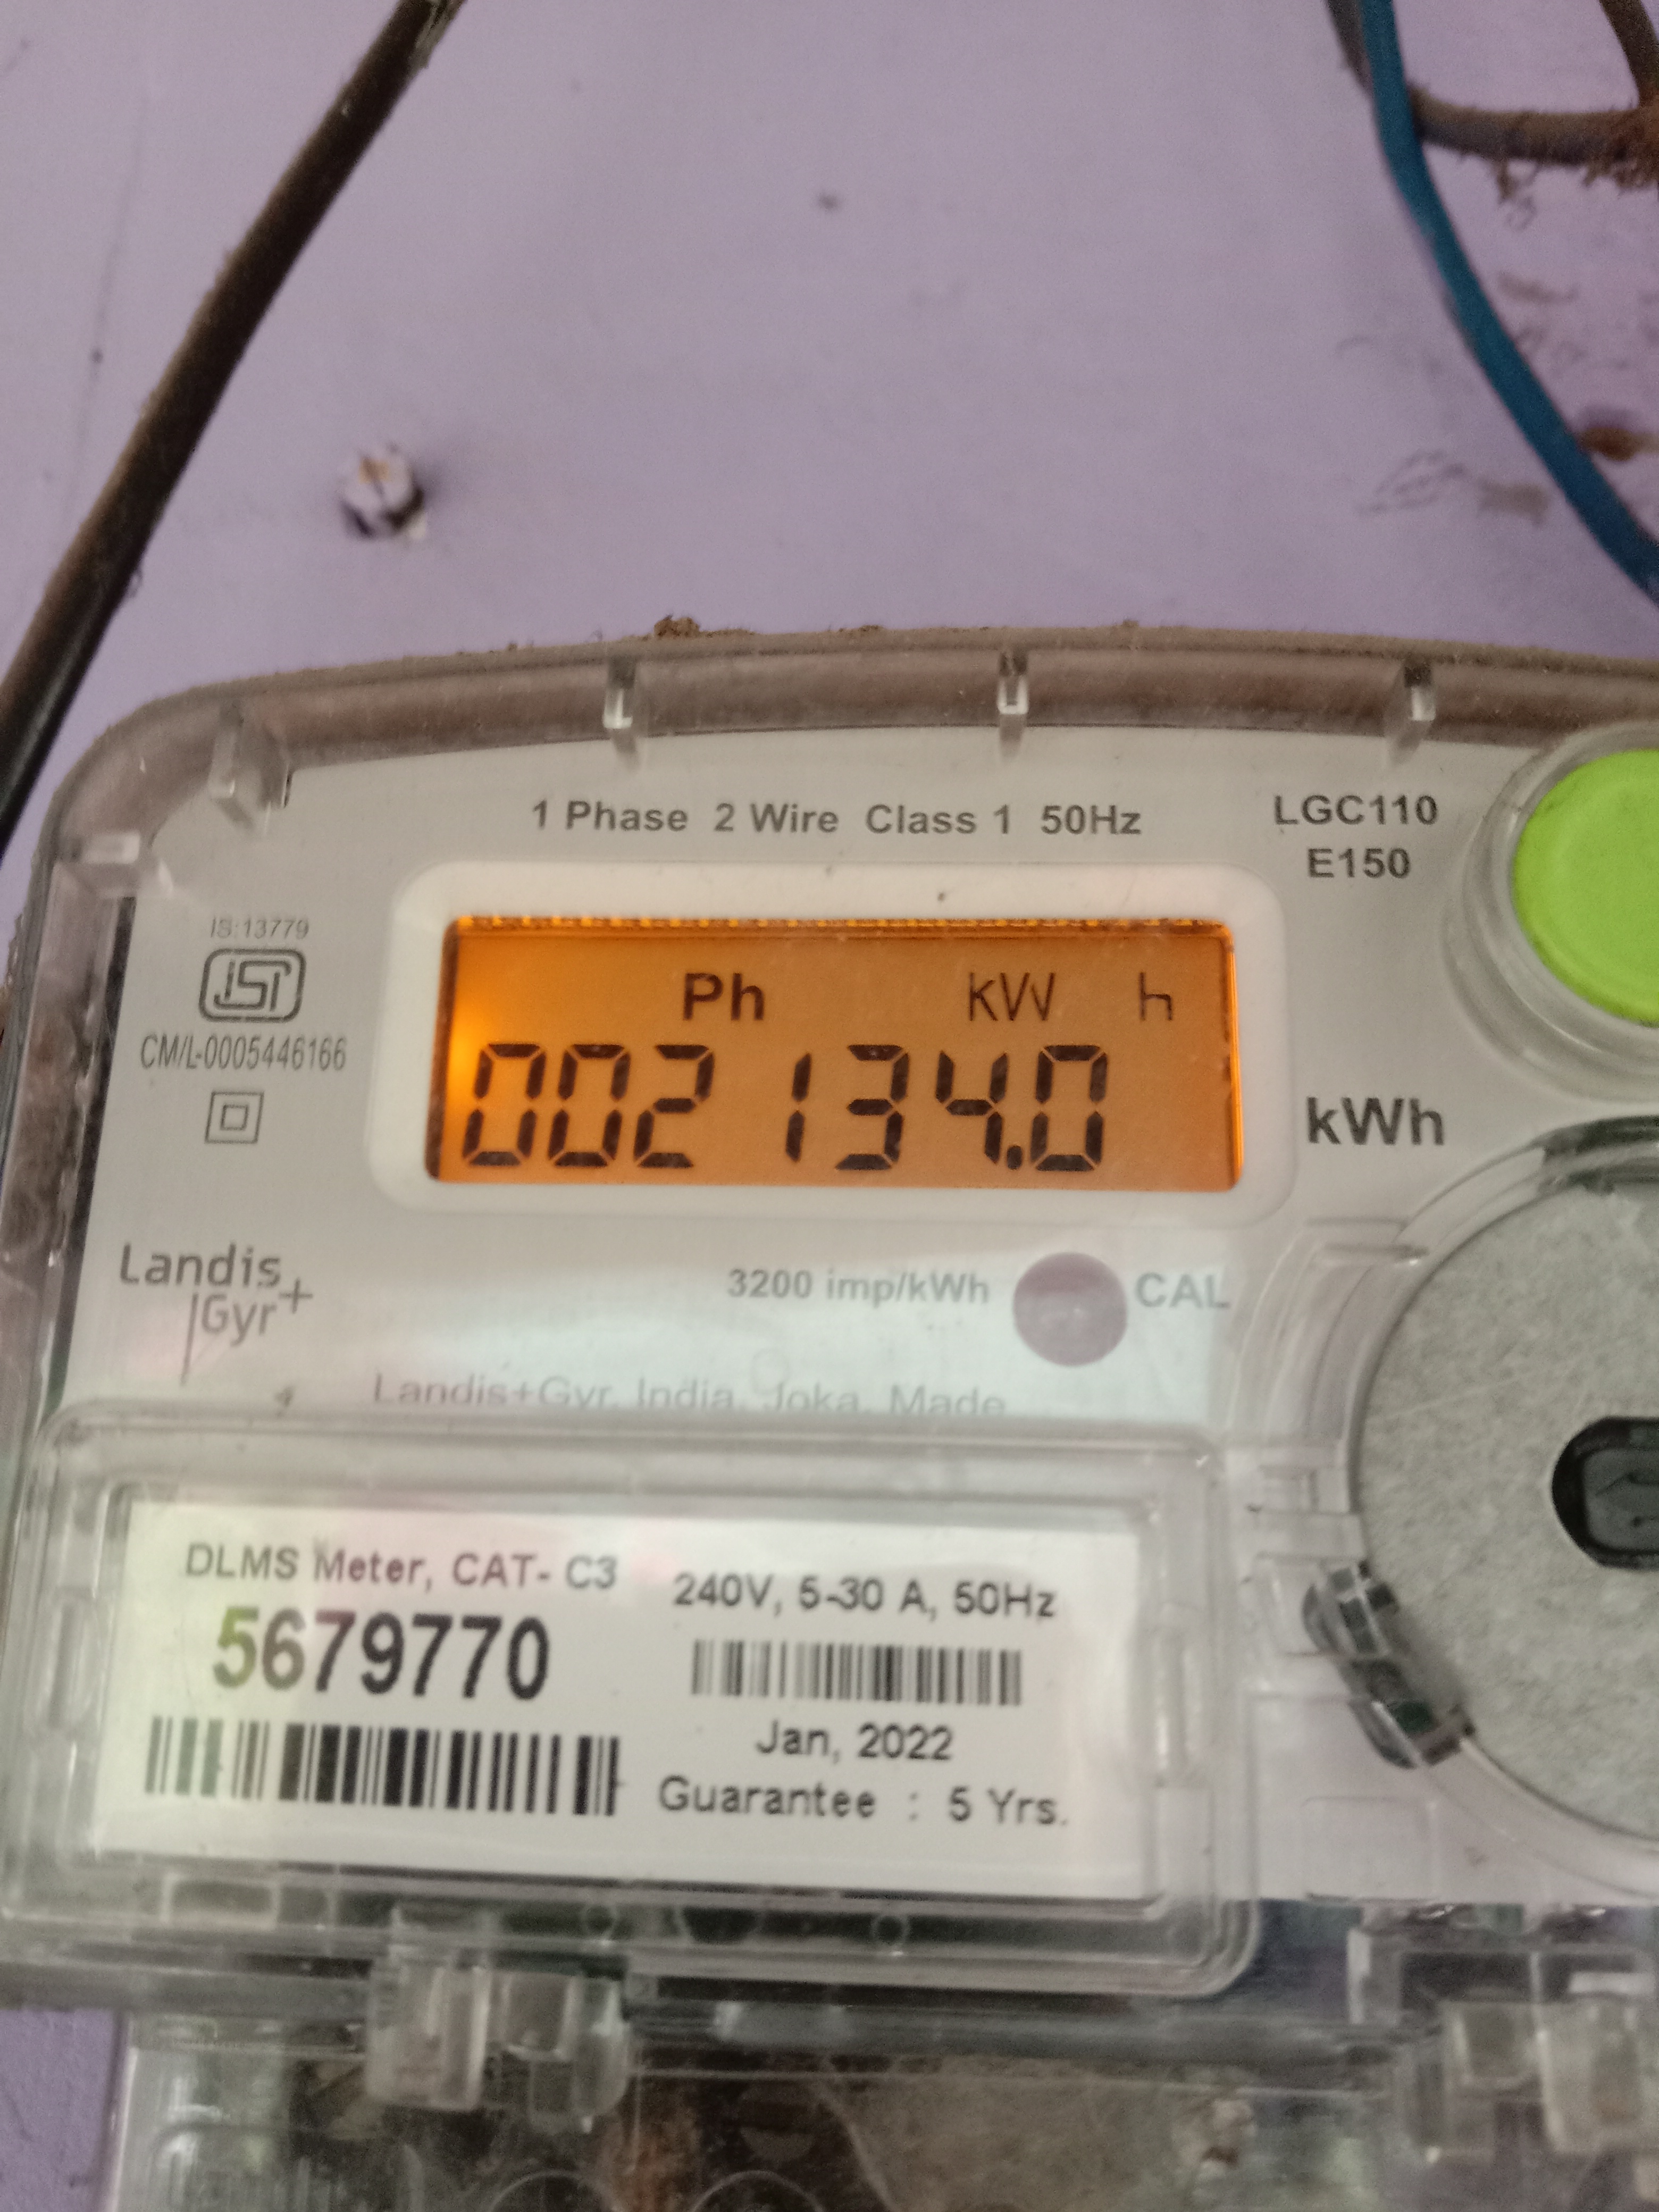 1 Phase 2 Wire Class 1 50Hz
LGC110
E150
IS:13779
ISI
CM/L-0005446166
Ph kW h
002134.0
kWh
Landis
Gyr+
3200 imp/kWh
CAL
Landis+Gyr, India, Joka, Made
DLMS Meter, CAT- C3
5679770
240V, 5-30 A, 50Hz
Jan, 2022
Guarantee : 5 Yrs.